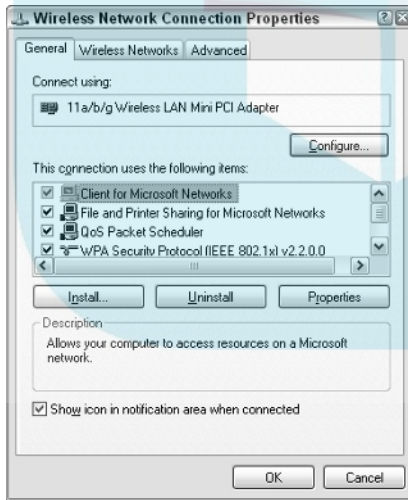 Wireless Network Connection Properties
General Wireless Networks Advanced
Connect using:
11a/b/g Wireless LAN Mini PCI Adapter
Configure...
This connection uses the following items:
Client for Microsoft Networks
File and Printer Sharing for Microsoft Networks
QoS Packet Scheduler
WPA Security Protocol (IEEE 802.1x) v2.2.0.0
Install... Uninstall Properties
Description
Allows your computer to access resources on a Microsoft
network.
Show icon in notification area when connected
OK Cancel